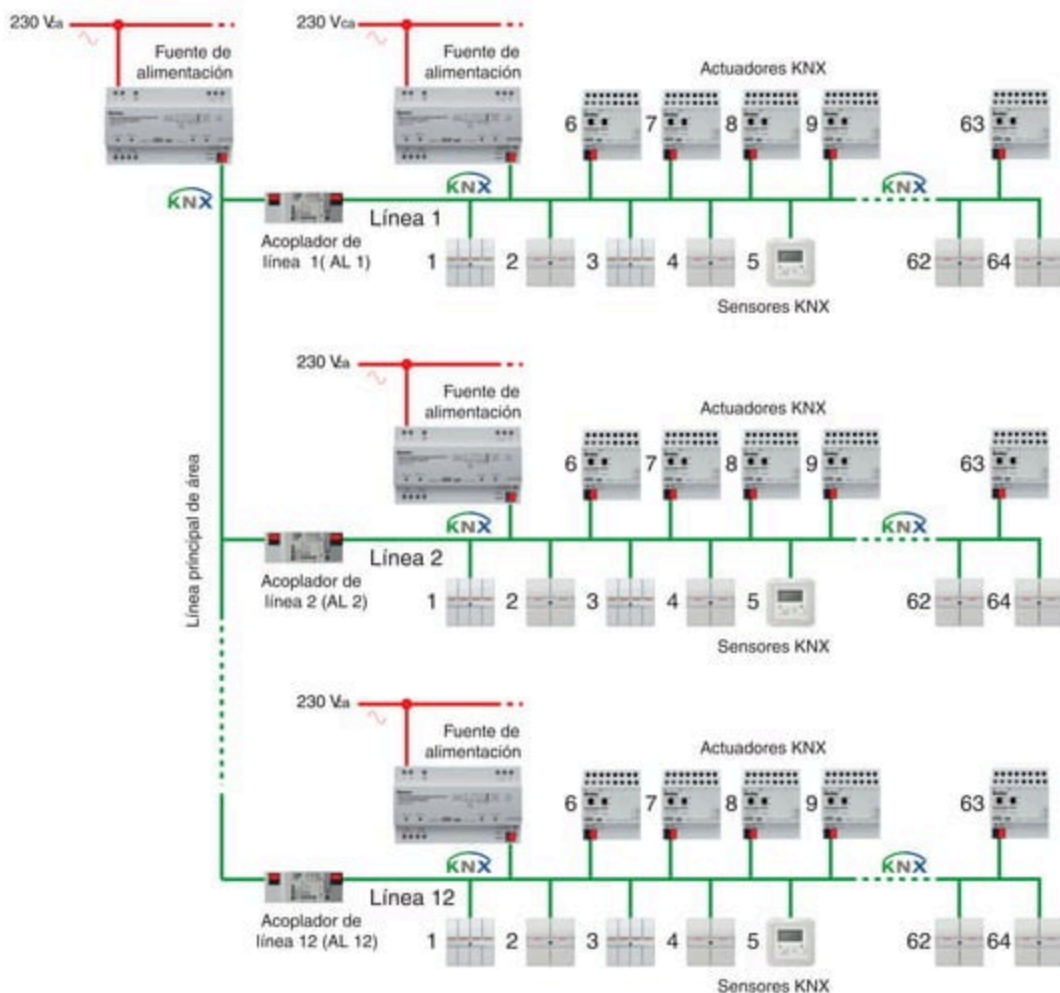 230 Vca
230 Vca
Fuente de
alimentación
Fuente de
alimentación
Actuadores KNX
6
7
8
9
63
KNX
KNX
KNX
Línea 1
Acoplador de
línea 1( AL 1)
1
2
3
4
5
62
64
Sensores KNX
230 Vca
Fuente de
alimentación
Actuadores KNX
6
7
8
9
63
Línea principal de área
KNX
KNX
Línea 2
Acoplador de
línea 2 (AL 2)
1
2
3
4
5
62
64
Sensores KNX
230 Vca
Fuente de
alimentación
Actuadores KNX
6
7
8
9
63
KNX
KNX
Línea 12
Acoplador de
línea 12 (AL 12)
1
2
3
4
5
62
64
Sensores KNX